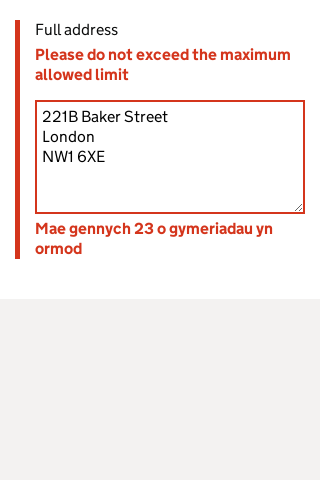 Full address
Please do not exceed the maximum
allowed limit
221B Baker Street
London
NW1 6XE
Mae gennych 23 o gymeriadau yn
ormod